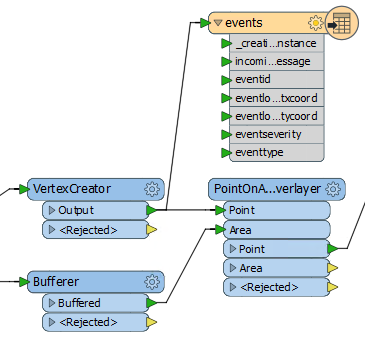 events
_creati...nstance
incomi...essage
eventid
eventlo...txcoord
eventlo...tycoord
eventseverity
eventtype
VertexCreator
Output
<Rejected>
PointOnA...verlayer
Point
Area
Point
Area
<Rejected>
Bufferer
Buffered
<Rejected>